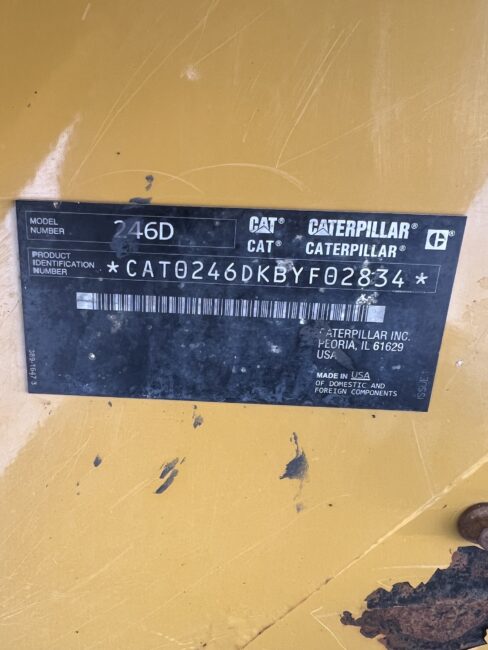 MODEL NUMBER 246D
CAT® CATERPILLAR®
CAT® CATERPILLAR®
C
PRODUCT IDENTIFICATION NUMBER *CAT0246DKBYF02834*
CATERPILLAR INC.
PEORIA, IL 61629
USA
MADE IN USA
OF DOMESTIC AND
FOREIGN COMPONENTS
ISSUE